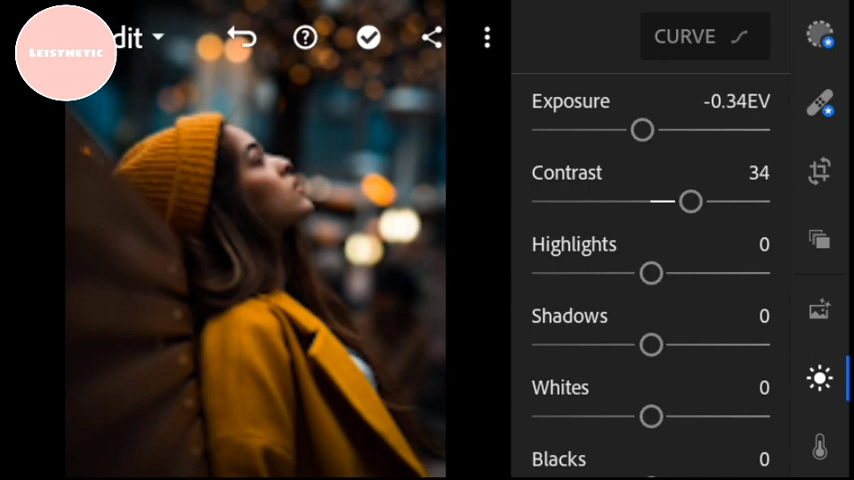 LEISTHETIC
dit
CURVE
Exposure -0.34EV
Contrast 34
Highlights 0
Shadows 0
Whites 0
Blacks 0